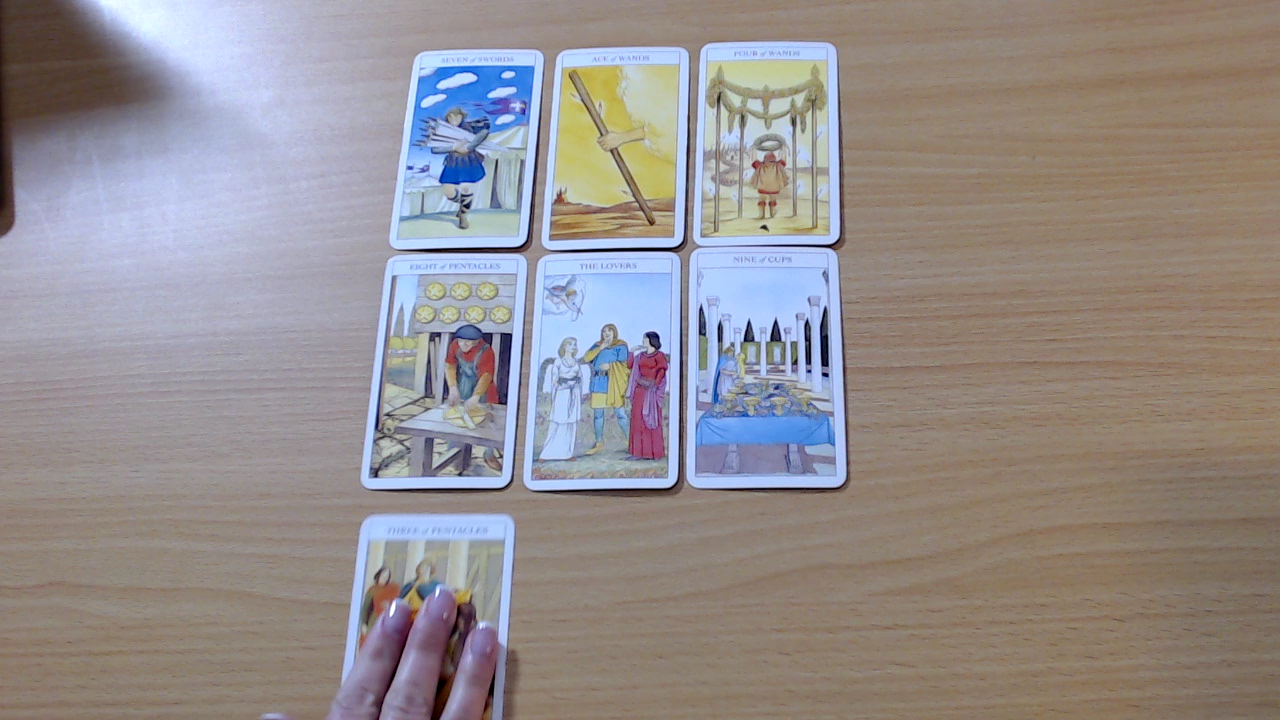 SEVEN of SWORDS
ACE of WANDS
FOUR of WANDS
EIGHT of PENTACLES
THE LOVERS
NINE of CUPS
THREE of PENTACLES